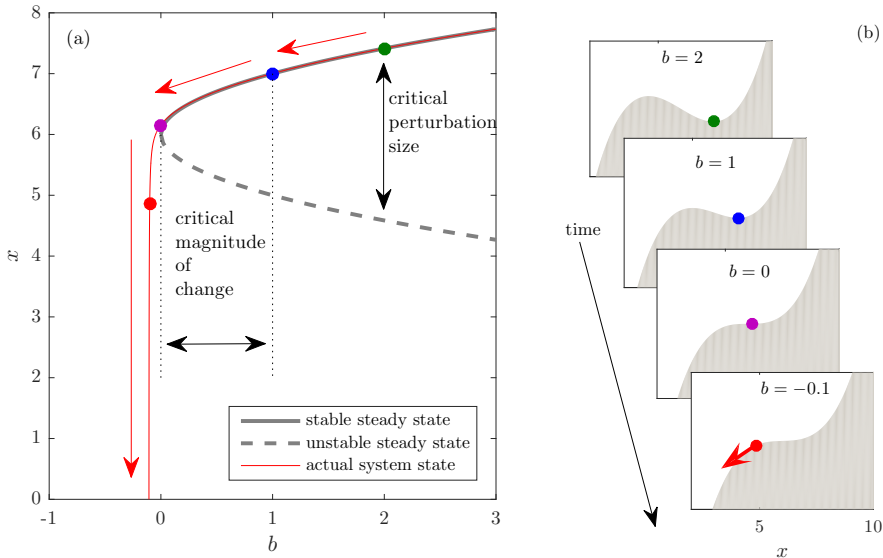 (a)
8
7
6
5
4
3
2
1
0
x
-1
0
1
2
3
b
critical
perturbation
size
critical
magnitude
of
change
stable steady state
unstable steady state
actual system state
(b)
b = 2
b = 1
b = 0
b = −0.1
time
5
10
x